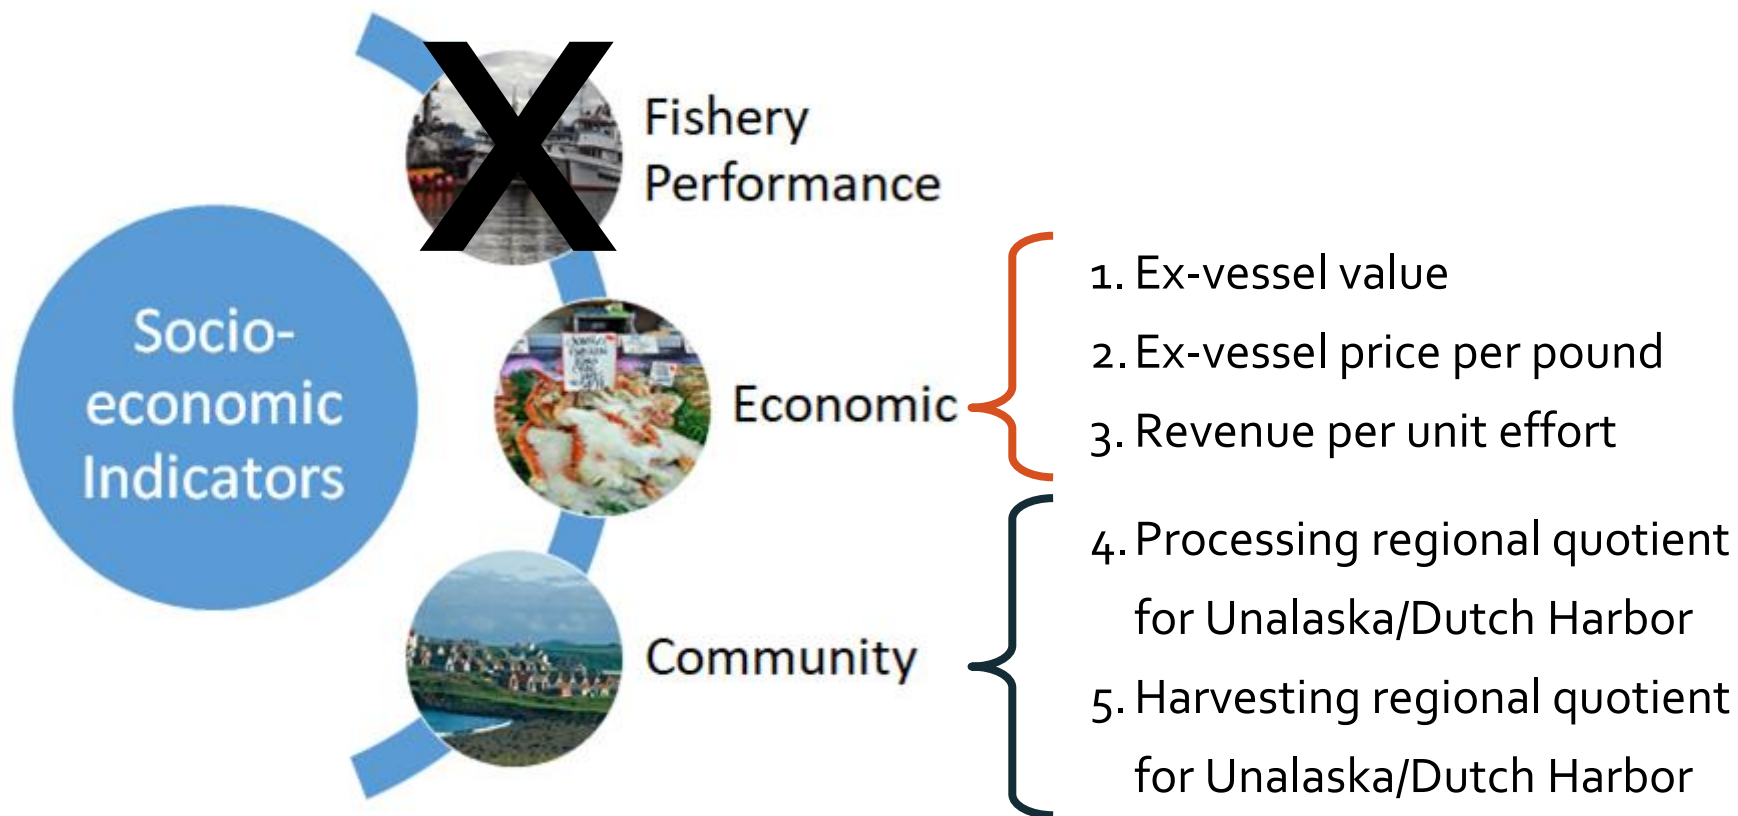 Socio-
economic
Indicators
X
Fishery
Performance
Economic
Community
1. Ex-vessel value
2. Ex-vessel price per pound
3. Revenue per unit effort
4. Processing regional quotient
for Unalaska/Dutch Harbor
5. Harvesting regional quotient
for Unalaska/Dutch Harbor